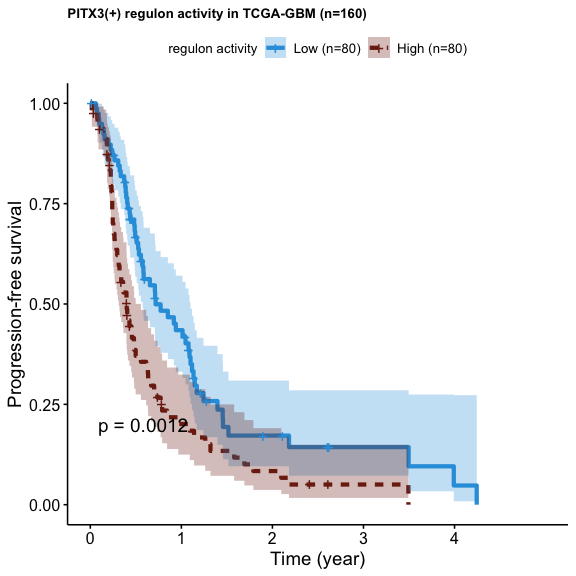 PITX3(+) regulon activity in TCGA-GBM (n=160)
regulon activity Low (n=80) High (n=80)
Progression-free survival
1.00
0.75
0.50
0.25
0.00
p = 0.0012
0 1 2 3 4
Time (year)